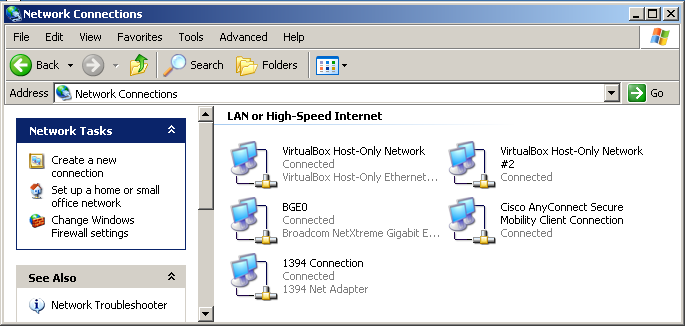 Network Connections
File Edit View Favorites Tools Advanced Help
Back Search Folders
Address Network Connections Go
Network Tasks
Create a new
connection
Set up a home or small
office network
Change Windows
Firewall settings
See Also
Network Troubleshooter
LAN or High-Speed Internet
VirtualBox Host-Only Network
Connected
VirtualBox Host-Only Ethernet...
VirtualBox Host-Only Network
#2
Connected
BGE0
Connected
Broadcom NetXtreme Gigabit E...
Cisco AnyConnect Secure
Mobility Client Connection
Connected
1394 Connection
Connected
1394 Net Adapter